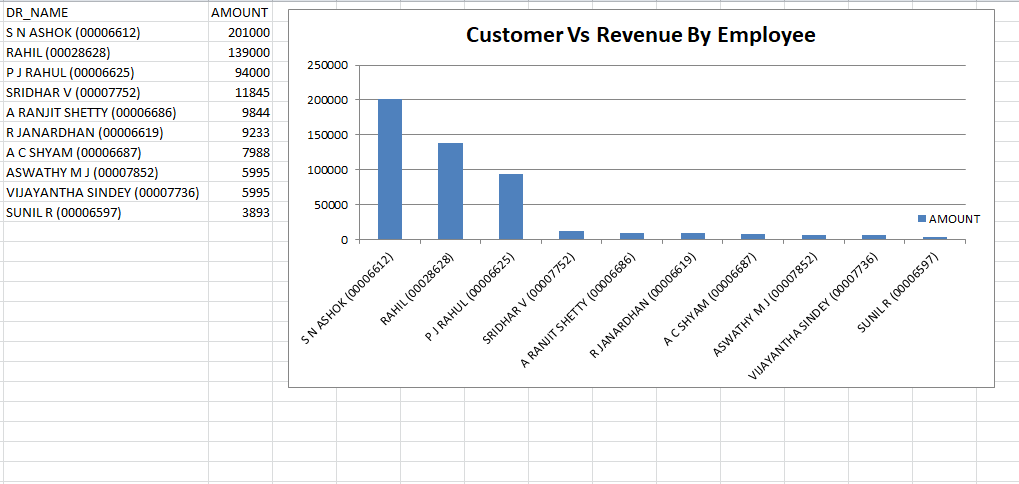 DR_NAME AMOUNT
S N ASHOK (00006612) 201000
RAHIL (00028628) 139000
P J RAHUL (00006625) 94000
SRIDHAR V (00007752) 11845
A RANJIT SHETTY (00006686) 9844
R JANARDHAN (00006619) 9233
A C SHYAM (00006687) 7988
ASWATHY M J (00007852) 5995
VIJAYANTHA SINDEY (00007736) 5995
SUNIL R (00006597) 3893
Customer Vs Revenue By Employee
250000
200000
150000
100000
50000
0
AMOUNT
S N ASHOK (00006612)
RAHIL (00028628)
P J RAHUL (00006625)
SRIDHAR V (00007752)
A RANJIT SHETTY (00006686)
R JANARDHAN (00006619)
A C SHYAM (00006687)
ASWATHY M J (00007852)
VIJAYANTHA SINDEY (00007736)
SUNIL R (00006597)